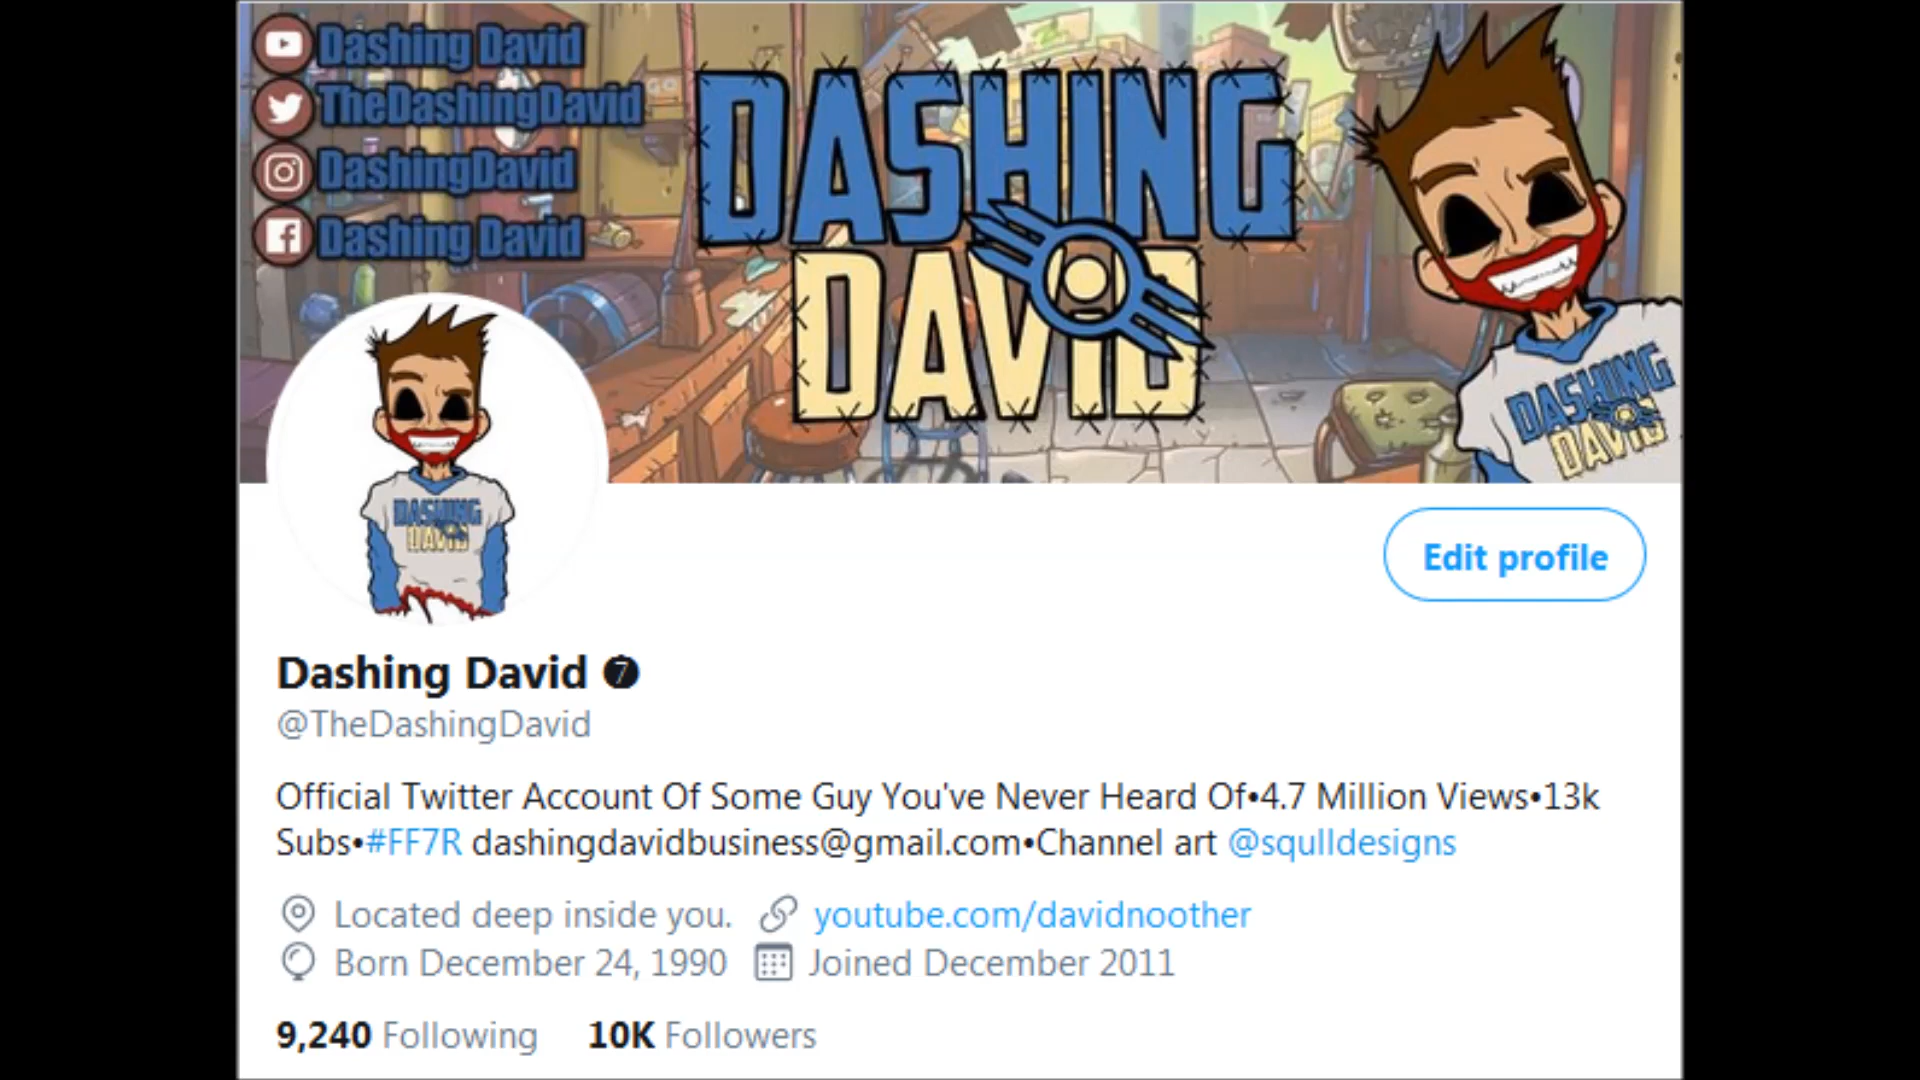 Dashing David
TheDashingDavid
DashingDavid
Dashing David
DASHING
DAVID
DASHING
DAVID
DASHING
DAVID
Edit profile
Dashing David ❼
@TheDashingDavid
Official Twitter Account Of Some Guy You've Never Heard Of•4.7 Million Views•13k
Subs•#FF7R dashingdavidbusiness@gmail.com•Channel art @squlldesigns
Located deep inside you. youtube.com/davidnoother
Born December 24, 1990 Joined December 2011
9,240 Following 10K Followers